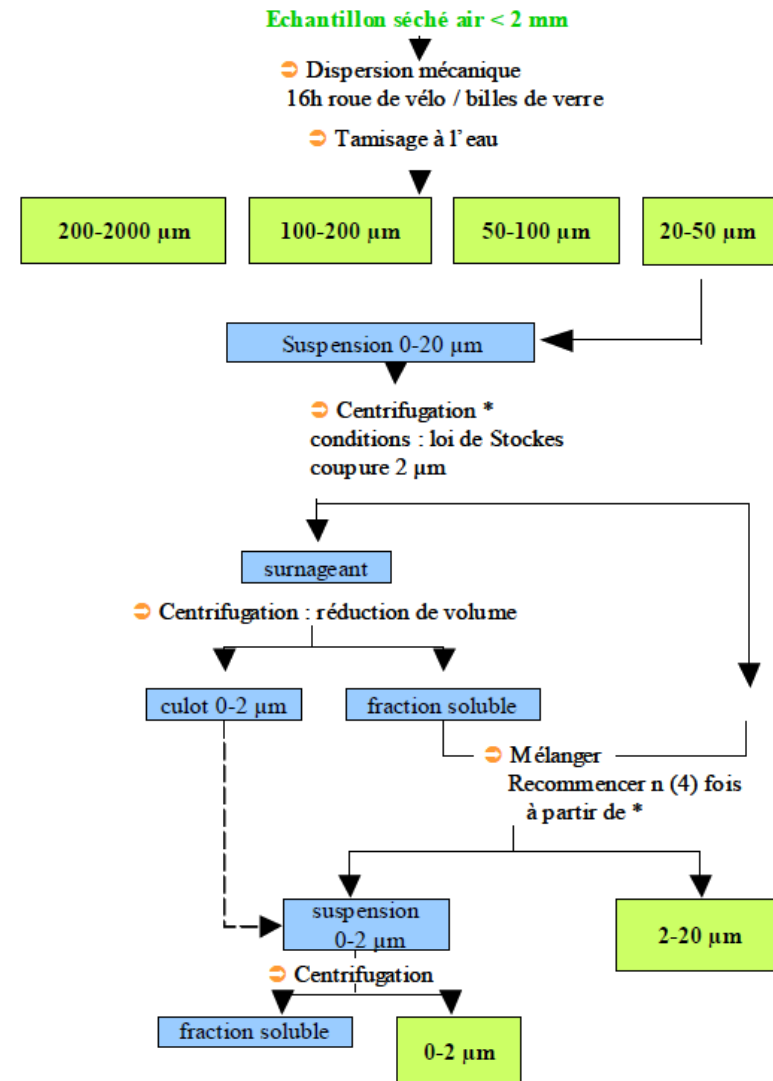 Echantillon séché air < 2 mm
➲ Dispersion mécanique
16h roue de vélo / billes de verre
➲ Tamisage à l’eau
200-2000 µm
100-200 µm
50-100 µm
20-50 µm
Suspension 0-20 µm
➲ Centrifugation *
conditions : loi de Stockes
coupure 2 µm
surnageant
➲ Centrifugation : réduction de volume
culot 0-2 µm
fraction soluble
➲ Mélanger
Recommencer n (4) fois
à partir de *
suspension
0-2 µm
2-20 µm
➲ Centrifugation
fraction soluble
0-2 µm